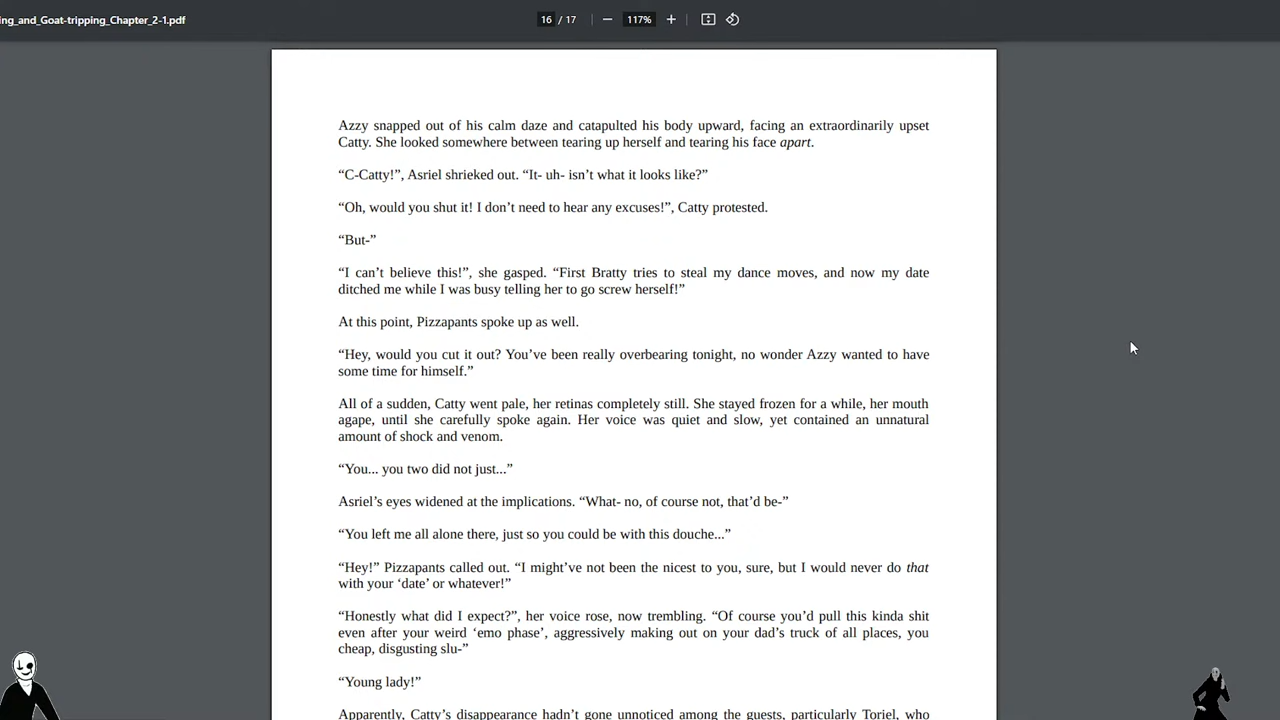 ing_and_Goat-tripping_Chapter_2-1.pdf
16 / 17
117%
Azzy snapped out of his calm daze and catapulted his body upward, facing an extraordinarily upset
Catty. She looked somewhere between tearing up herself and tearing his face apart.
“C-Catty!”, Asriel shrieked out. “It- uh- isn’t what it looks like?”
“Oh, would you shut it! I don’t need to hear any excuses!”, Catty protested.
“But-”
“I can’t believe this!”, she gasped. “First Bratty tries to steal my dance moves, and now my date
ditched me while I was busy telling her to go screw herself!”
At this point, Pizzapants spoke up as well.
“Hey, would you cut it out? You’ve been really overbearing tonight, no wonder Azzy wanted to have
some time for himself.”
All of a sudden, Catty went pale, her retinas completely still. She stayed frozen for a while, her mouth
agape, until she carefully spoke again. Her voice was quiet and slow, yet contained an unnatural
amount of shock and venom.
“You... you two did not just...”
Asriel’s eyes widened at the implications. “What- no, of course not, that’d be-”
“You left me all alone there, just so you could be with this douche...”
“Hey!” Pizzapants called out. “I might’ve not been the nicest to you, sure, but I would never do that
with your ‘date’ or whatever!”
“Honestly what did I expect?”, her voice rose, now trembling. “Of course you’d pull this kinda shit
even after your weird ‘emo phase’, aggressively making out on your dad’s truck of all places, you
cheap, disgusting slu-”
“Young lady!”
Apparently, Catty’s disappearance hadn’t gone unnoticed among the guests, particularly Toriel, who